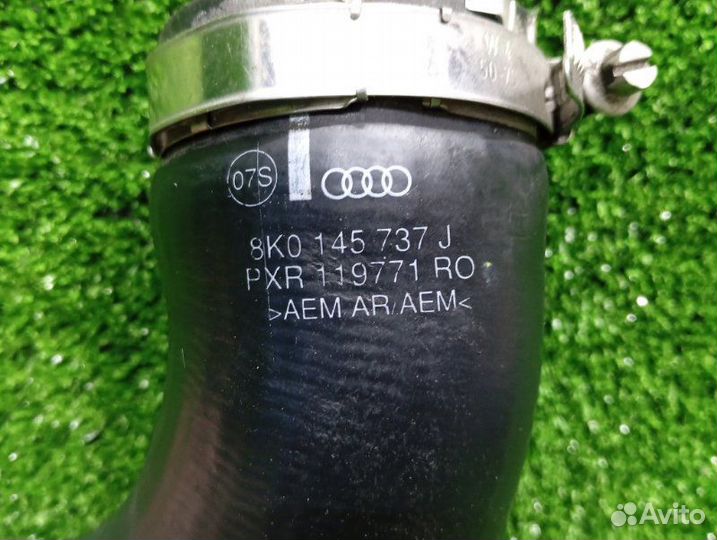 07S
8K0 145 737 J
PXR 119771 RO
>AEM AR/AEM<
Avito